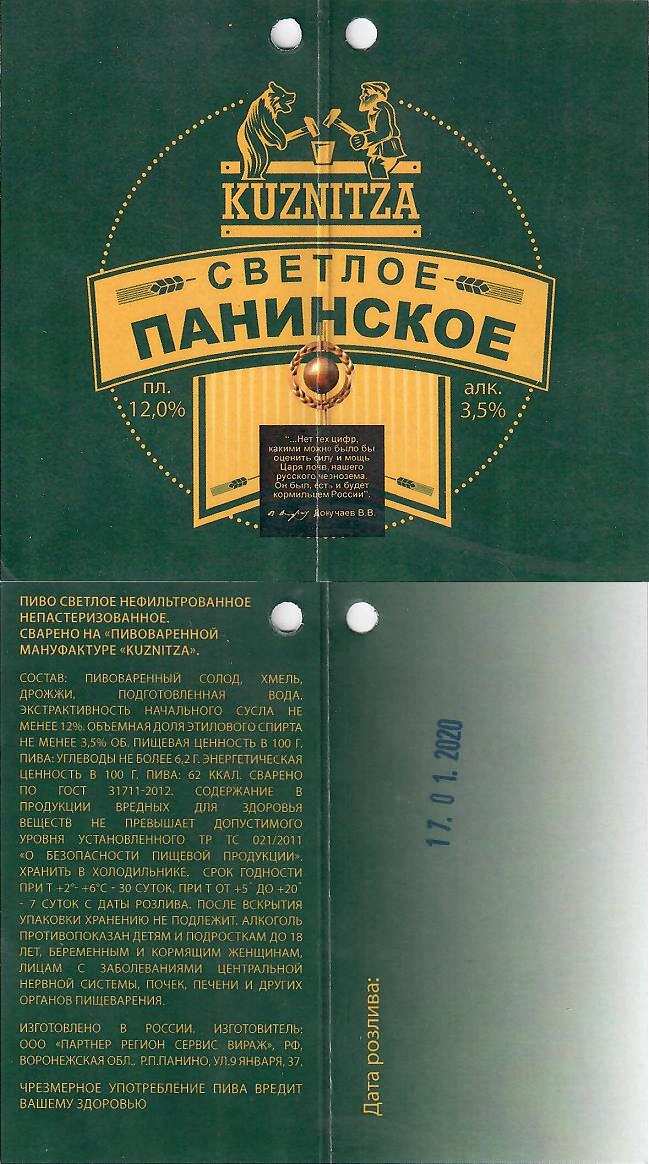 KUZNITZA
СВЕТЛОЕ
ПАНИНСКОЕ
пл.
12,0%
алк.
3,5%
"...Нет тех цифр,
какими можно было бы
оценить силу и мощь
Царя почв, нашего
русского чернозема.
Он был, есть и будет
кормильцем России".
Докучаев В.В.
ПИВО СВЕТЛОЕ НЕФИЛЬТРОВАННОЕ
НЕПАСТЕРИЗОВАННОЕ.
СВАРЕНО НА «ПИВОВАРЕННОЙ
МАНУФАКТУРЕ «KUZNITZA».
СОСТАВ: ПИВОВАРЕННЫЙ СОЛОД, ХМЕЛЬ,
ДРОЖЖИ, ПОДГОТОВЛЕННАЯ ВОДА.
ЭКСТРАКТИВНОСТЬ НАЧАЛЬНОГО СУСЛА НЕ
МЕНЕЕ 12%. ОБЪЕМНАЯ ДОЛЯ ЭТИЛОВОГО СПИРТА
НЕ МЕНЕЕ 3,5% ОБ. ПИЩЕВАЯ ЦЕННОСТЬ В 100 Г.
ПИВА: УГЛЕВОДЫ НЕ БОЛЕЕ 6,2 Г. ЭНЕРГЕТИЧЕСКАЯ
ЦЕННОСТЬ В 100 Г. ПИВА: 62 ККАЛ. СВАРЕНО
ПО ГОСТ 31711-2012. СОДЕРЖАНИЕ В
ПРОДУКЦИИ ВРЕДНЫХ ДЛЯ ЗДОРОВЬЯ
ВЕЩЕСТВ НЕ ПРЕВЫШАЕТ ДОПУСТИМОГО
УРОВНЯ УСТАНОВЛЕННОГО ТР ТС 021/2011
«О БЕЗОПАСНОСТИ ПИЩЕВОЙ ПРОДУКЦИИ».
ХРАНИТЬ В ХОЛОДИЛЬНИКЕ. СРОК ГОДНОСТИ
ПРИ Т +2°- +6°С - 30 СУТОК, ПРИ Т ОТ +5° ДО +20°
- 7 СУТОК С ДАТЫ РОЗЛИВА. ПОСЛЕ ВСКРЫТИЯ
УПАКОВКИ ХРАНЕНИЮ НЕ ПОДЛЕЖИТ. АЛКОГОЛЬ
ПРОТИВОПОКАЗАН ДЕТЯМ И ПОДРОСТКАМ ДО 18
ЛЕТ, БЕРЕМЕННЫМ И КОРМЯЩИМ ЖЕНЩИНАМ,
ЛИЦАМ С ЗАБОЛЕВАНИЯМИ ЦЕНТРАЛЬНОЙ
НЕРВНОЙ СИСТЕМЫ, ПОЧЕК, ПЕЧЕНИ И ДРУГИХ
ОРГАНОВ ПИЩЕВАРЕНИЯ.
ИЗГОТОВЛЕНО В РОССИИ. ИЗГОТОВИТЕЛЬ:
ООО «ПАРТНЕР РЕГИОН СЕРВИС ВИРАЖ», РФ,
ВОРОНЕЖСКАЯ ОБЛ., Р.П.ПАНИНО, УЛ.9 ЯНВАРЯ, 37.
ЧРЕЗМЕРНОЕ УПОТРЕБЛЕНИЕ ПИВА ВРЕДИТ
ВАШЕМУ ЗДОРОВЬЮ
Дата розлива:
17. 01. 2020